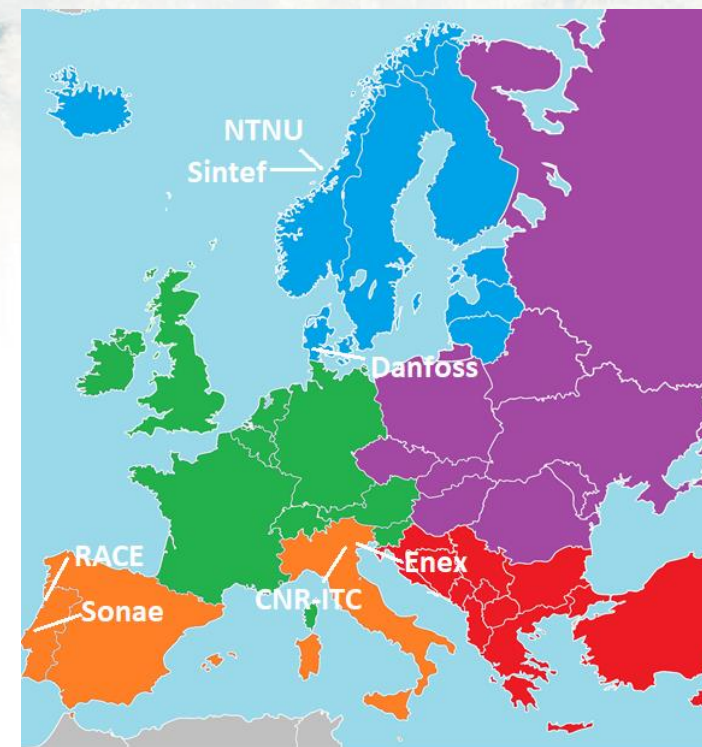 NTNU
Sintef
Danfoss
RACE
Enex
CNR-ITC
Sonae